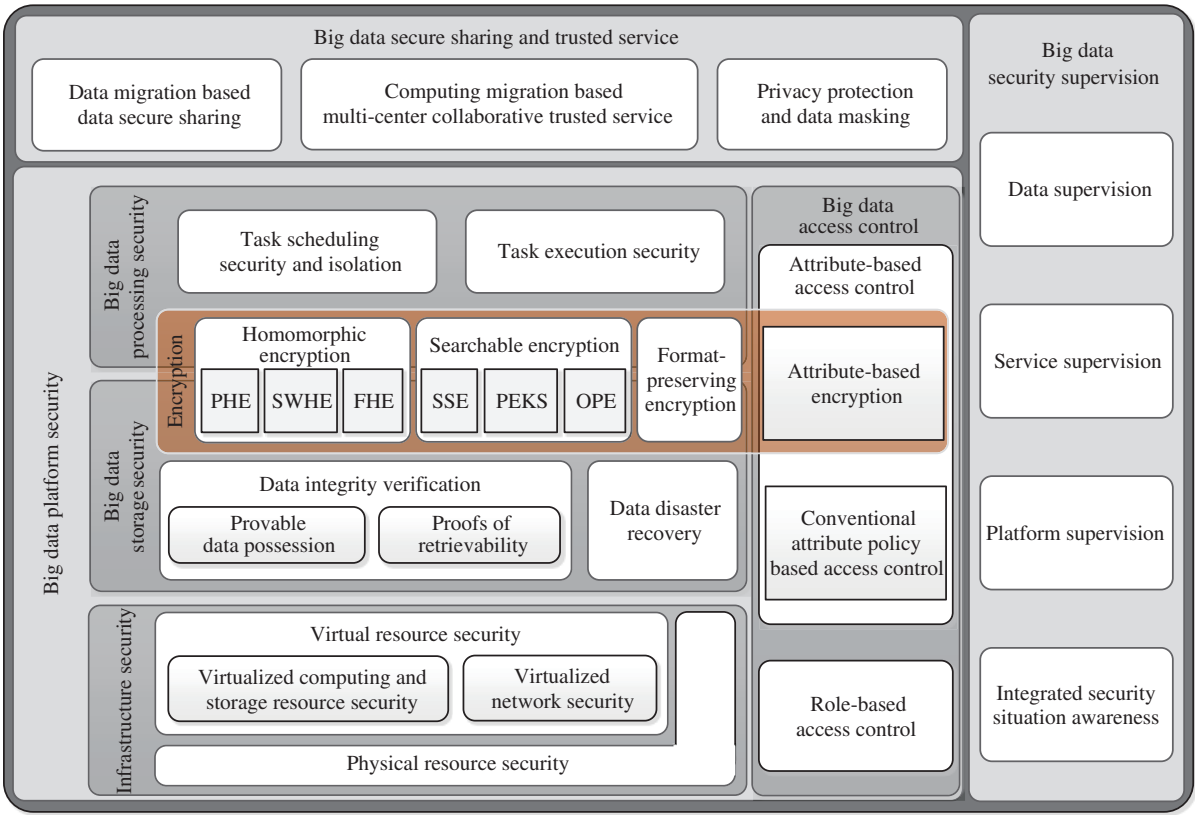 Big data secure sharing and trusted service
Data migration based
data secure sharing
Computing migration based
multi-center collaborative trusted service
Privacy protection
and data masking
Big data
security supervision
Data supervision
Service supervision
Platform supervision
Integrated security
situation awareness
Big data platform security
Big data
processing security
Task scheduling
security and isolation
Task execution security
Encryption
Homomorphic
encryption
PHE
SWHE
FHE
Searchable encryption
SSE
PEKS
OPE
Format-
preserving
encryption
Big data
storage security
Data integrity verification
Provable
data possession
Proofs of
retrievability
Data disaster
recovery
Infrastructure security
Virtual resource security
Virtualized computing and
storage resource security
Virtualized
network security
Physical resource security
Big data
access control
Attribute-based
access control
Attribute-based
encryption
Conventional
attribute policy
based access control
Role-based
access control